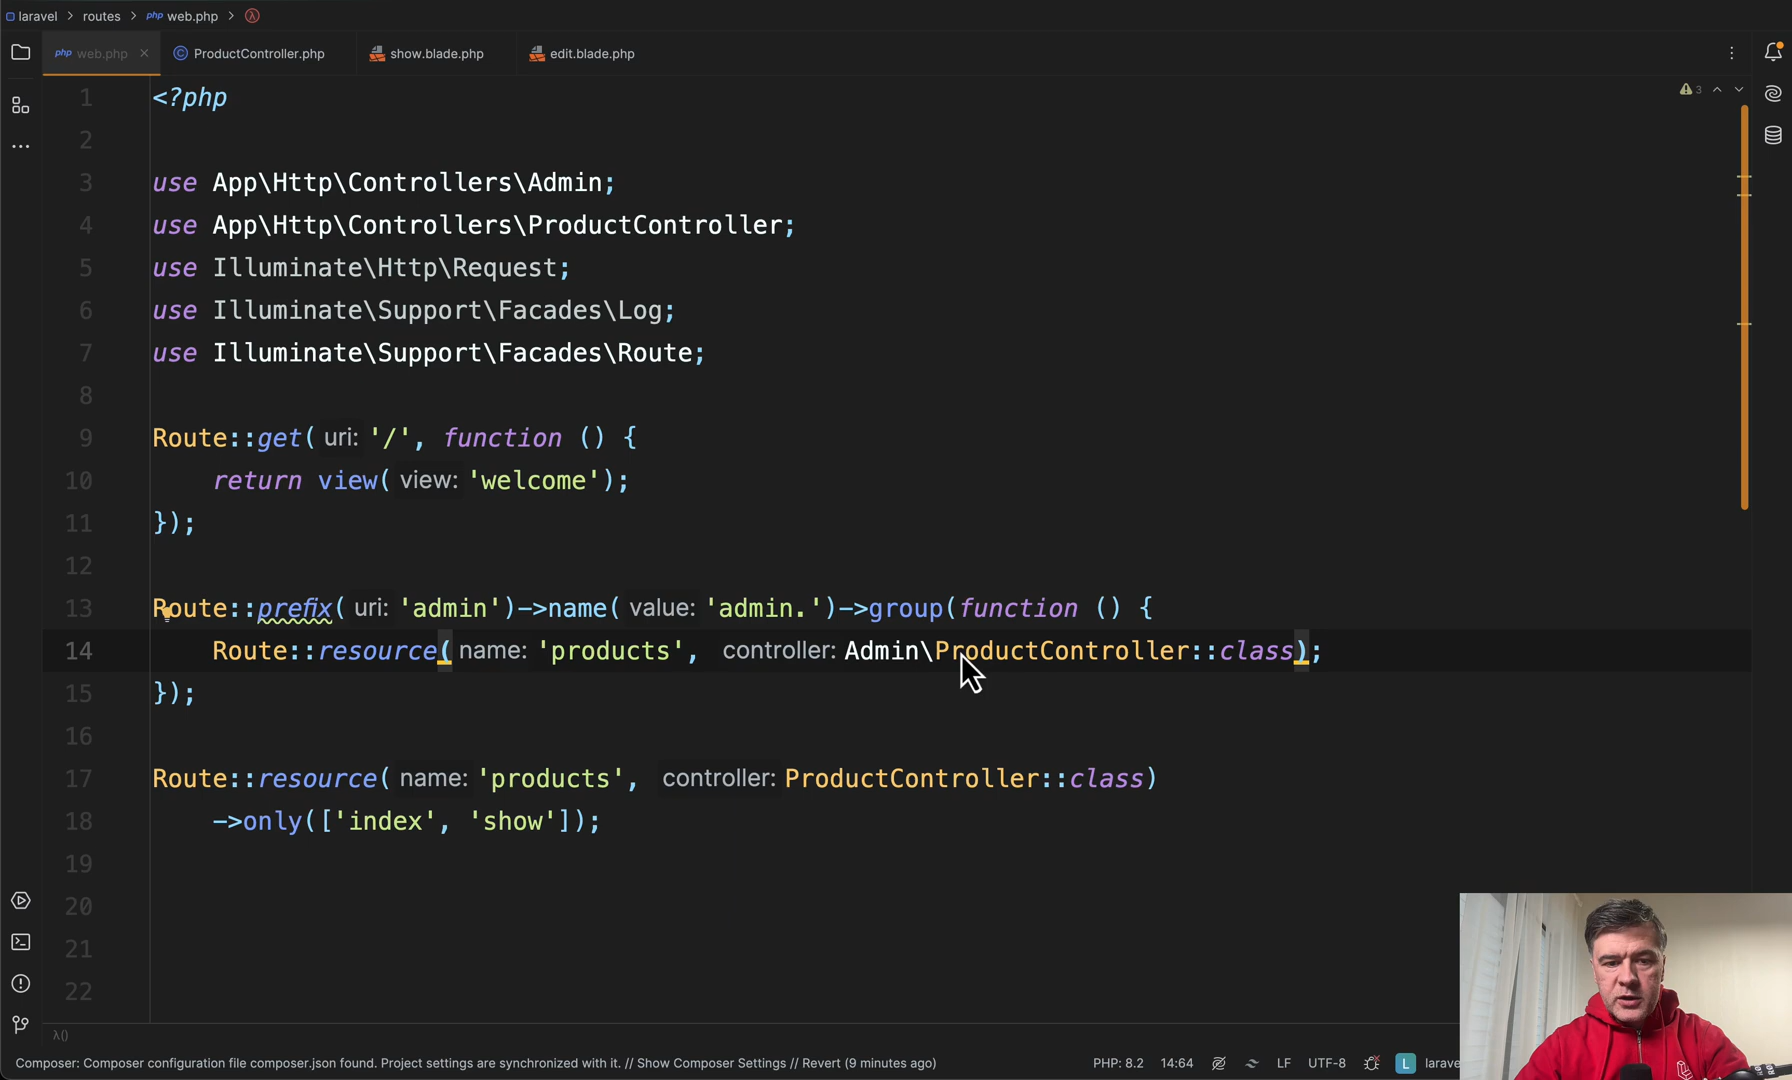 laravel > routes > php web.php >
php web.php × ProductController.php show.blade.php edit.blade.php
3
1 <?php
2
3 use App\Http\Controllers\Admin;
4 use App\Http\Controllers\ProductController;
5 use Illuminate\Http\Request;
6 use Illuminate\Support\Facades\Log;
7 use Illuminate\Support\Facades\Route;
8
9 Route::get( uri: '/', function () {
10 return view( view: 'welcome');
11 });
12
13 Route::prefix( uri: 'admin')->name( value: 'admin.')->group(function () {
14 Route::resource( name: 'products', controller: Admin\ProductController::class);
15 });
16
17 Route::resource( name: 'products', controller: ProductController::class)
18 ->only(['index', 'show']);
19
20
21
22
λ()
Composer: Composer configuration file composer.json found. Project settings are synchronized with it. // Show Composer Settings // Revert (9 minutes ago) PHP: 8.2 14:64 LF UTF-8 L larave